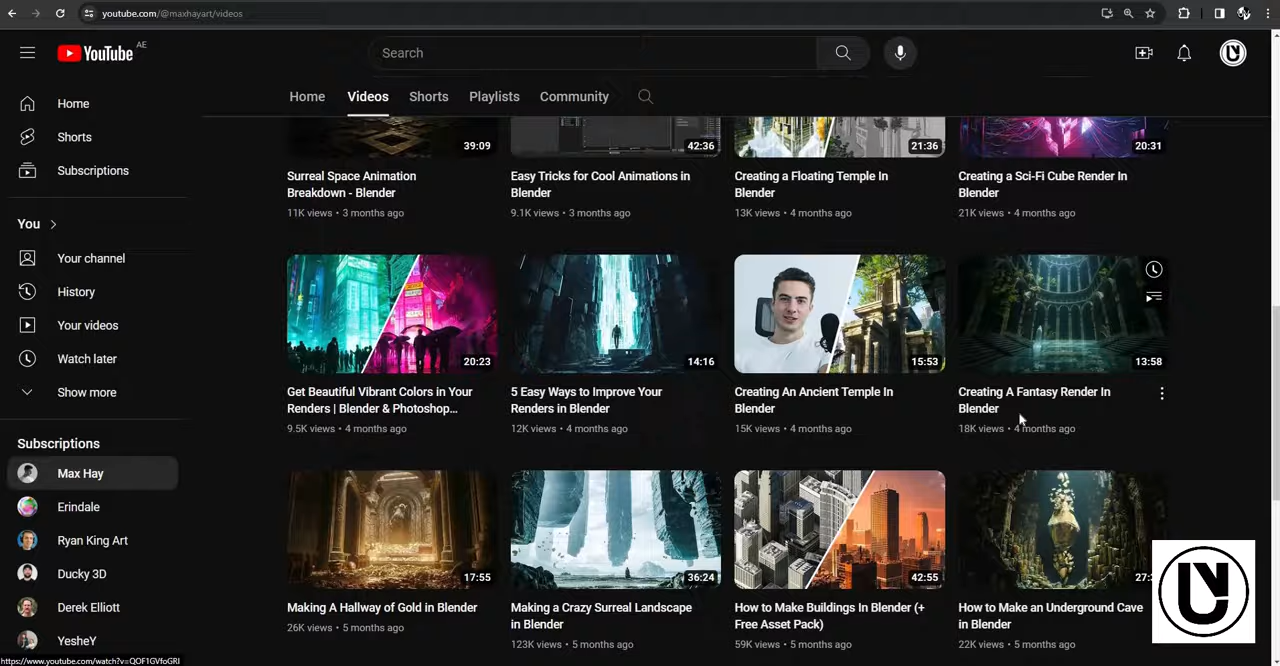 youtube.com/@maxhayart/videos
YouTube AE
Search
Home Videos Shorts Playlists Community
Home
Shorts
Subscriptions
You
Your channel
History
Your videos
Watch later
Show more
Subscriptions
Max Hay
Erindale
Ryan King Art
Ducky 3D
Derek Elliott
YesheY
39:09
42:36
21:36
20:31
Surreal Space Animation
Breakdown - Blender
11K views • 3 months ago
Easy Tricks for Cool Animations in
Blender
9.1K views • 3 months ago
Creating a Floating Temple In
Blender
13K views • 4 months ago
Creating a Sci-Fi Cube Render In
Blender
21K views • 4 months ago
20:23
14:16
15:53
13:58
Get Beautiful Vibrant Colors in Your
Renders | Blender & Photoshop...
9.5K views • 4 months ago
5 Easy Ways to Improve Your
Renders in Blender
12K views • 4 months ago
Creating An Ancient Temple In
Blender
15K views • 4 months ago
Creating A Fantasy Render In
Blender
18K views • 4 months ago
17:55
36:24
42:55
Making A Hallway of Gold in Blender
26K views • 5 months ago
Making a Crazy Surreal Landscape
in Blender
123K views • 5 months ago
How to Make Buildings In Blender (+
Free Asset Pack)
59K views • 5 months ago
How to Make an Underground Cave
in Blender
22K views • 5 months ago
https://www.youtube.com/watch?v=QOF1GVfoGRI